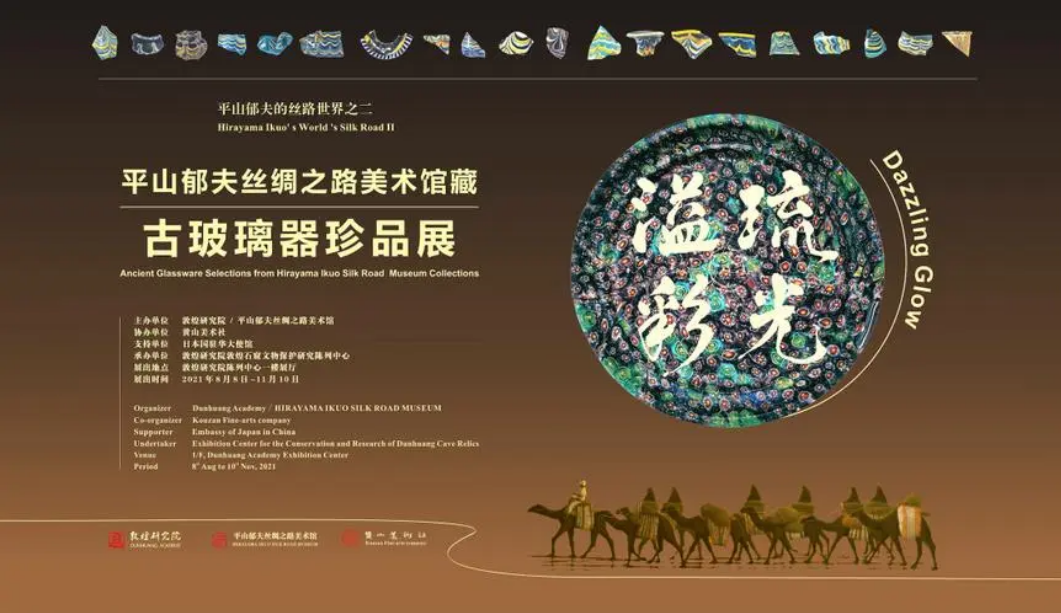 平山郁夫的丝路世界之二
Hirayama Ikuo' s World 's Silk Road II
平山郁夫丝绸之路美术馆藏
古玻璃器珍品展
Ancient Glassware Selections from Hirayama Ikuo Silk Road Museum Collections
琉光溢彩
Dazzling Glow
主办单位 敦煌研究院 / 平山郁夫丝绸之路美术馆
协办单位 黄山美术社
支持单位 日本国驻华大使馆
承办单位 敦煌研究院敦煌石窟文物保护研究陈列中心
展出地点 敦煌研究院陈列中心一楼展厅
展出时间 2021年8月8日-11月10日
Organizer Dunhuang Academy / HIRAYAMA IKUO SILK ROAD MUSEUM
Co-organizer Kouzan Fine-arts company
Supporter Embassy of Japan in China
Undertaker Exhibition Center for the Conservation and Research of Dunhuang Cave Relics
Venue 1/F, Dunhuang Academy Exhibition Center
Period 8th Aug to 10th Nov, 2021
敦煌研究院
DUNHUANG ACADEMY
平山郁夫丝绸之路美术馆
HIRAYAMA IKUO SILK ROAD MUSEUM
黄山美术社